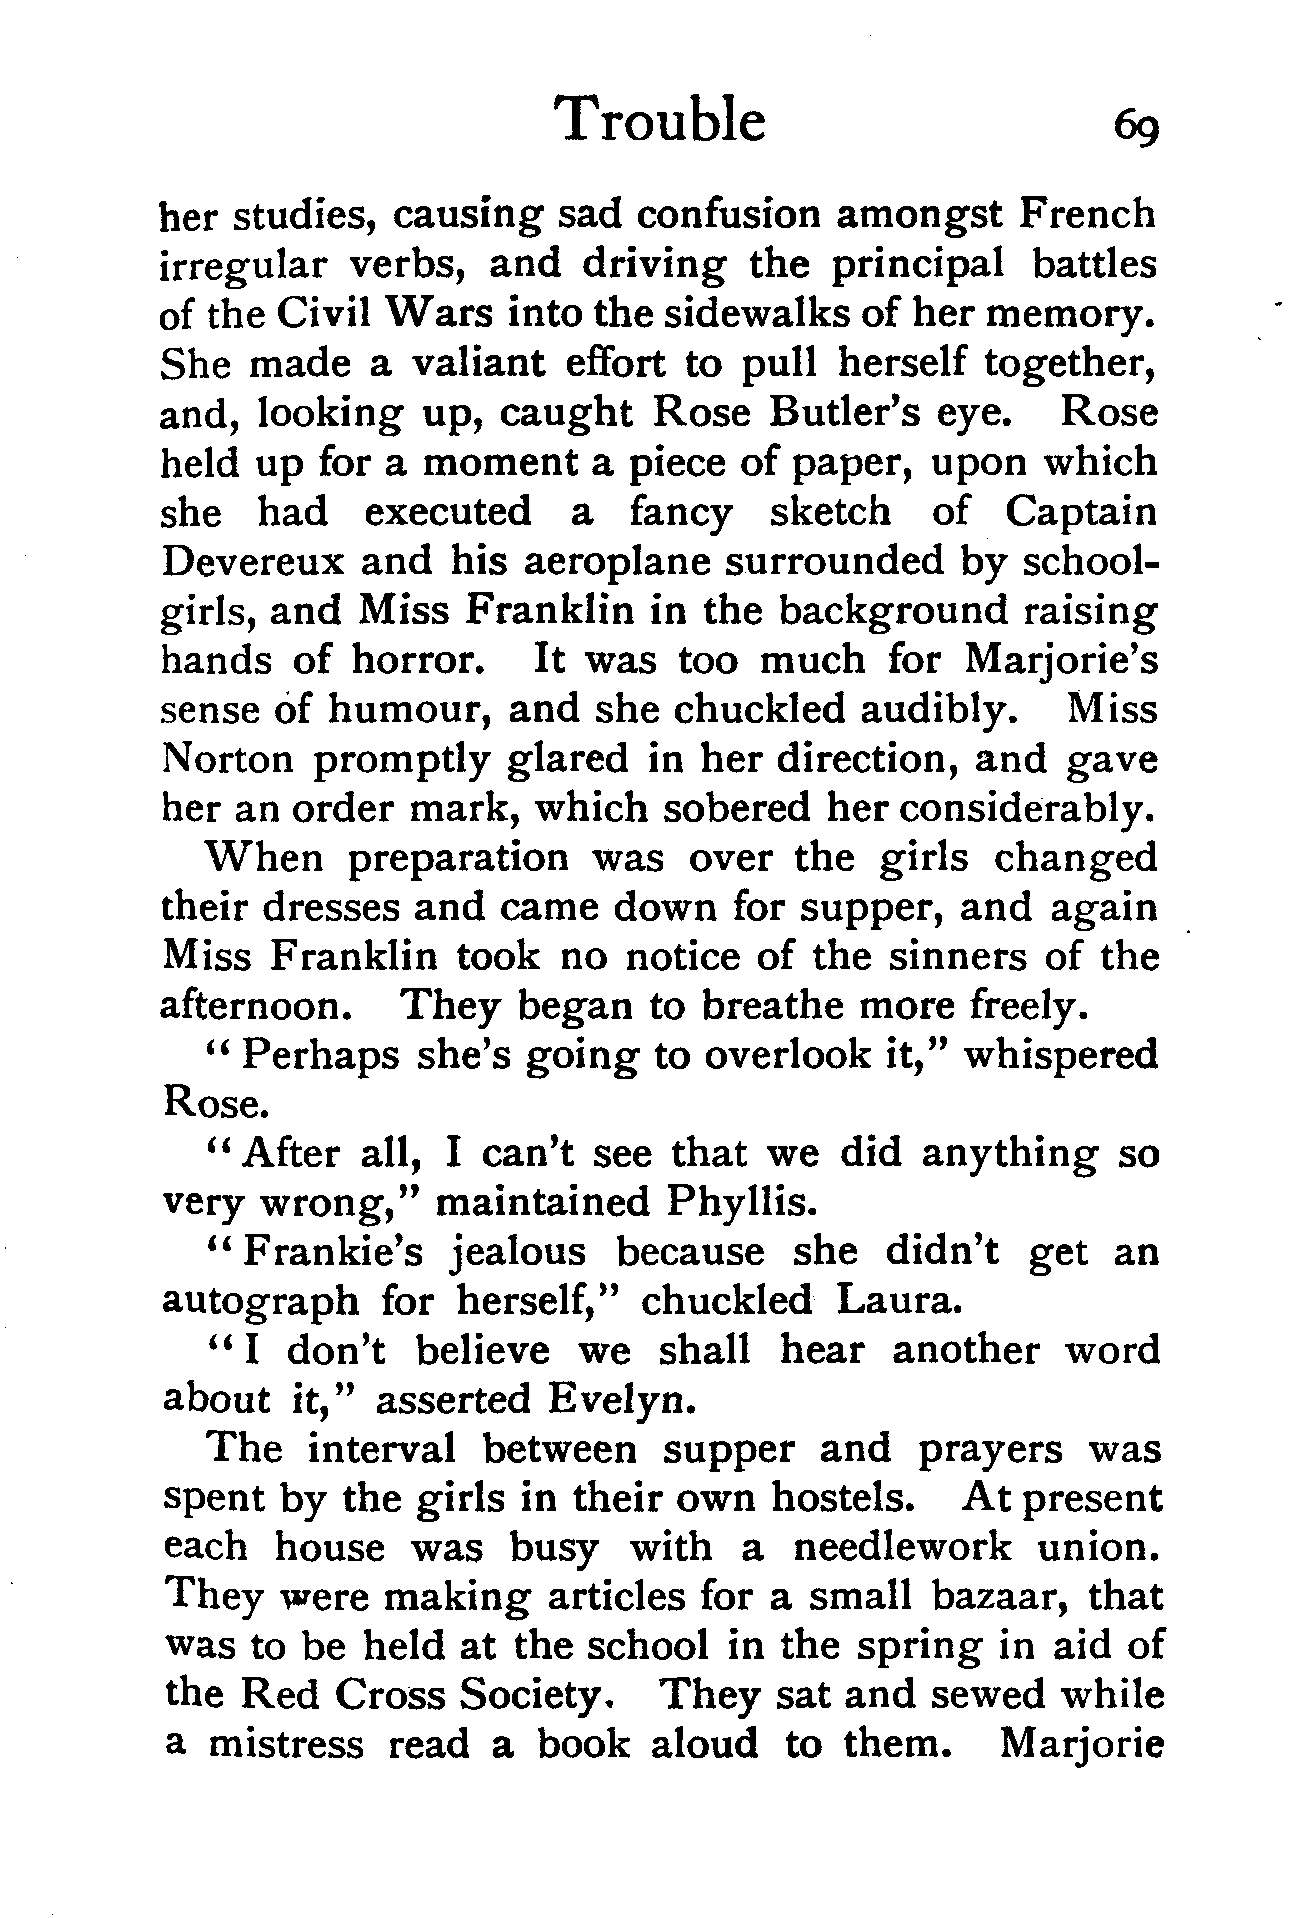 Trouble 69
her studies, causing sad confusion amongst French
irregular verbs, and driving the principal battles
of the Civil Wars into the sidewalks of her memory.
She made a valiant effort to pull herself together,
and, looking up, caught Rose Butler's eye. Rose
held up for a moment a piece of paper, upon which
she had executed a fancy sketch of Captain
Devereux and his aeroplane surrounded by school-
girls, and Miss Franklin in the background raising
hands of horror. It was too much for Marjorie's
sense of humour, and she chuckled audibly. Miss
Norton promptly glared in her direction, and gave
her an order mark, which sobered her considerably.
When preparation was over the girls changed
their dresses and came down for supper, and again
Miss Franklin took no notice of the sinners of the
afternoon. They began to breathe more freely.
“Perhaps she's going to overlook it,” whispered
Rose.
“After all, I can't see that we did anything so
very wrong,” maintained Phyllis.
“Frankie's jealous because she didn't get an
autograph for herself,” chuckled Laura.
“I don't believe we shall hear another word
about it,” asserted Evelyn.
The interval between supper and prayers was
spent by the girls in their own hostels. At present
each house was busy with a needlework union.
They were making articles for a small bazaar, that
was to be held at the school in the spring in aid of
the Red Cross Society. They sat and sewed while
a mistress read a book aloud to them. Marjorie